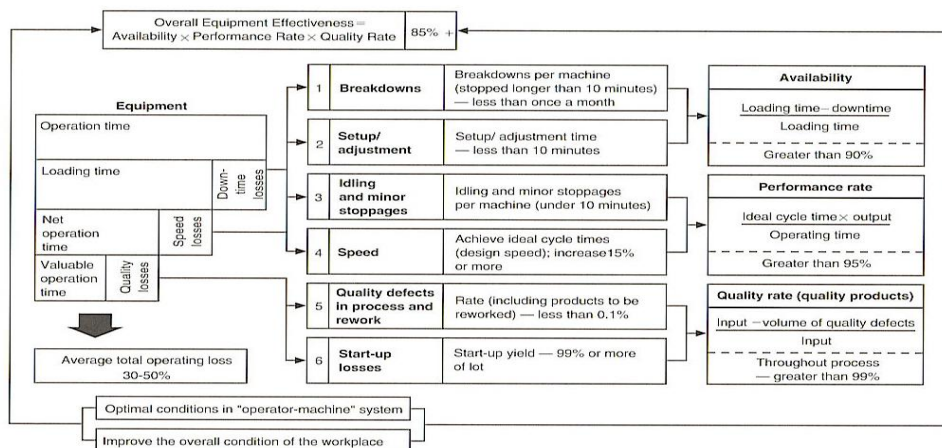 Overall Equipment Effectiveness=
Availability × Performance Rate × Quality Rate
85% +
Equipment
Operation time
Loading time
Down-
time
losses
Net
operation
time
Speed
losses
Valuable
operation
time
Quality
losses
Average total operating loss
30-50%
1
Breakdowns
Breakdowns per machine
(stopped longer than 10 minutes)
— less than once a month
2
Setup/
adjustment
Setup/ adjustment time
— less than 10 minutes
3
Idling
and minor
stoppages
Idling and minor stoppages
per machine (under 10 minutes)
4
Speed
Achieve ideal cycle times
(design speed); increase15%
or more
5
Quality defects
in process and
rework
Rate (including products to be
reworked) — less than 0.1%
6
Start-up
losses
Start-up yield — 99% or more
of lot
Availability
Loading time–downtime
Loading time
Greater than 90%
Performance rate
Ideal cycle time× output
Operating time
Greater than 95%
Quality rate (quality products)
Input –volume of quality defects
Input
Throughout process
— greater than 99%
Optimal conditions in "operator-machine" system
Improve the overall condition of the workplace